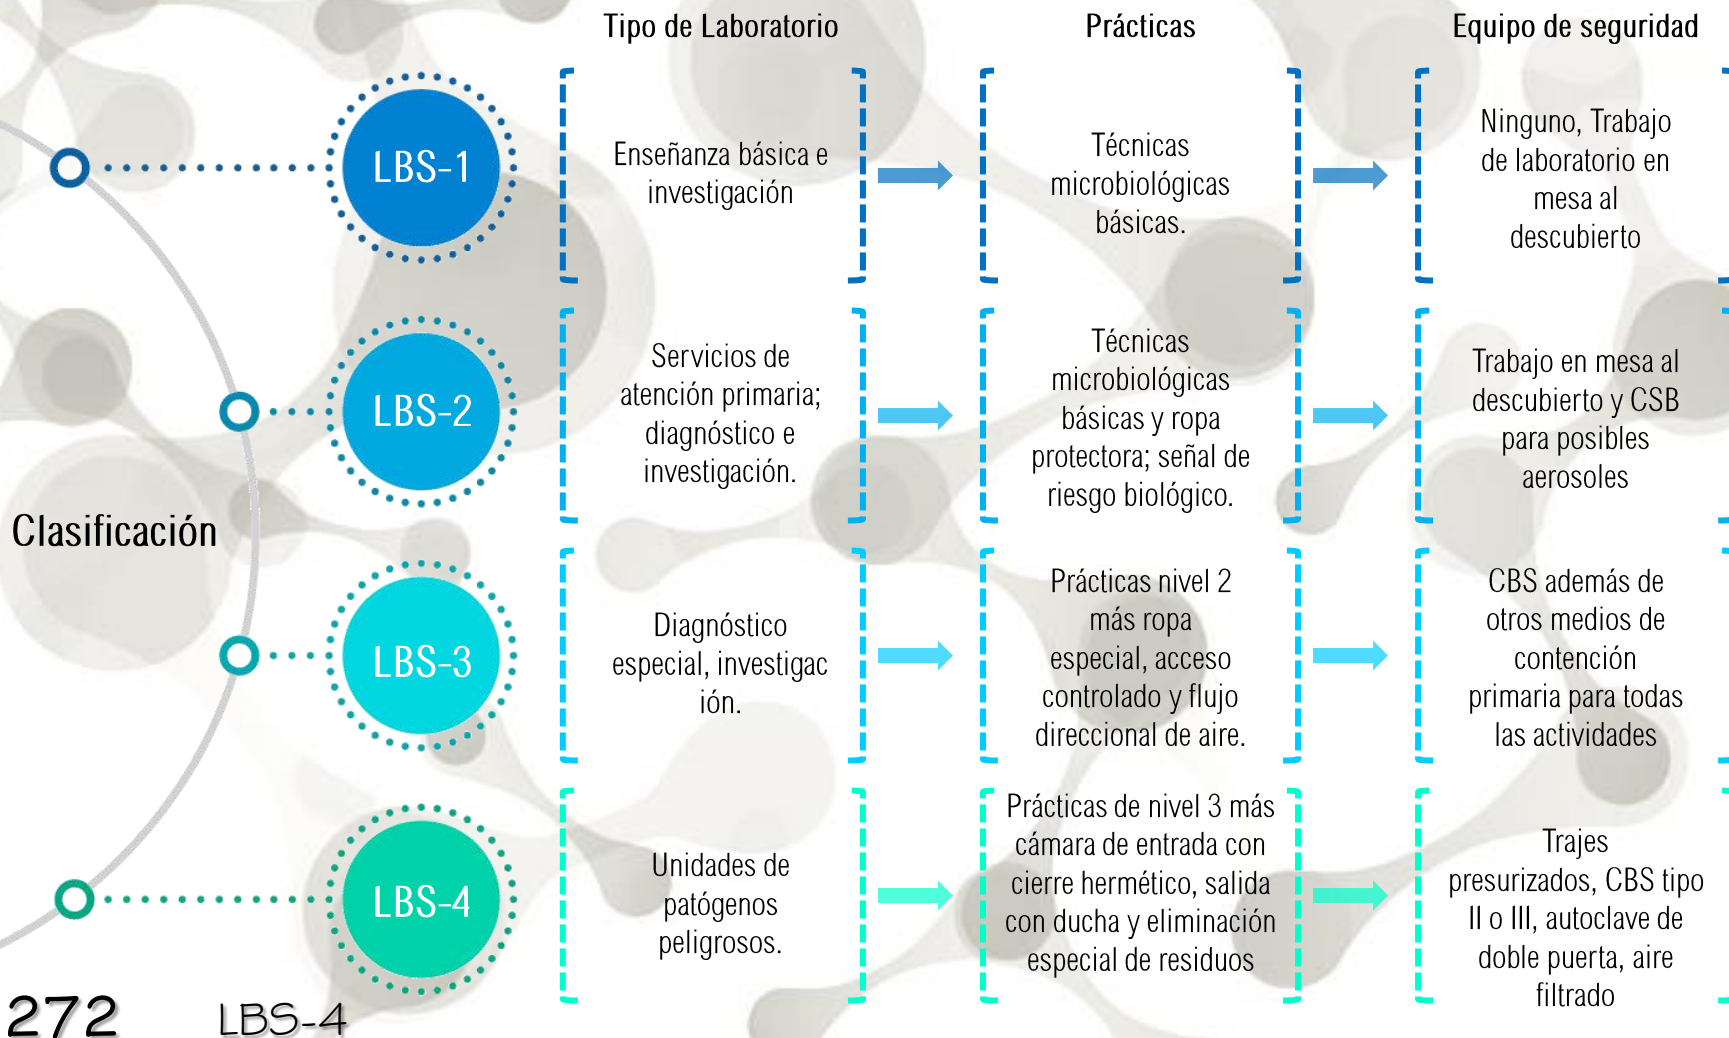 Tipo de Laboratorio
Prácticas
Equipo de seguridad
Clasificación
LBS-1
Enseñanza básica e
investigación
Técnicas
microbiológicas
básicas.
Ninguno, Trabajo
de laboratorio en
mesa al
descubierto
LBS-2
Servicios de
atención primaria;
diagnóstico e
investigación.
Técnicas
microbiológicas
básicas y ropa
protectora; señal de
riesgo biológico.
Trabajo en mesa al
descubierto y CSB
para posibles
aerosoles
LBS-3
Diagnóstico
especial, investigac
ión.
Prácticas nivel 2
más ropa
especial, acceso
controlado y flujo
direccional de aire.
CBS además de
otros medios de
contención
primaria para todas
las actividades
LBS-4
Unidades de
patógenos
peligrosos.
Prácticas de nivel 3 más
cámara de entrada con
cierre hermético, salida
con ducha y eliminación
especial de residuos
Trajes
presurizados, CBS tipo
II o III, autoclave de
doble puerta, aire
filtrado
272
LBS-4